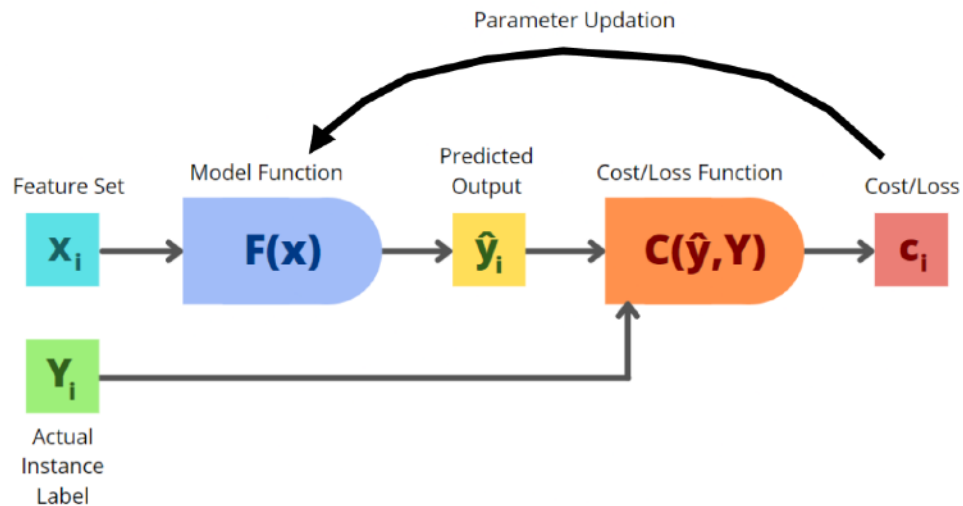 Parameter Updation
Model Function
Predicted
Output
Cost/Loss Function
Feature Set
Cost/Loss
xᵢ
F(x)
ŷᵢ
C(ŷ,Y)
cᵢ
Yᵢ
Actual
Instance
Label